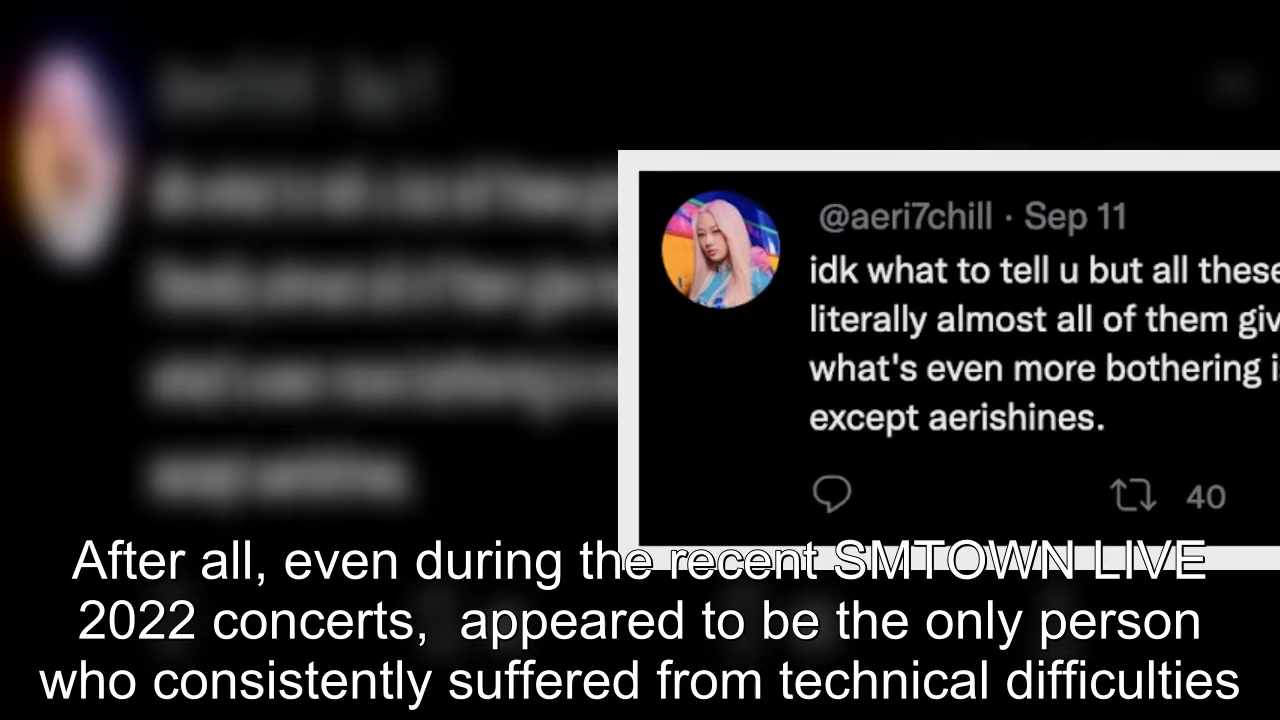 @aeri7chill · Sep 11
idk what to tell u but all these
literally almost all of them
what's even more bothering
except aerishines.
40
After all, even during the recent SMTOWN LIVE
2022 concerts, appeared to be the only person
who consistently suffered from technical difficulties